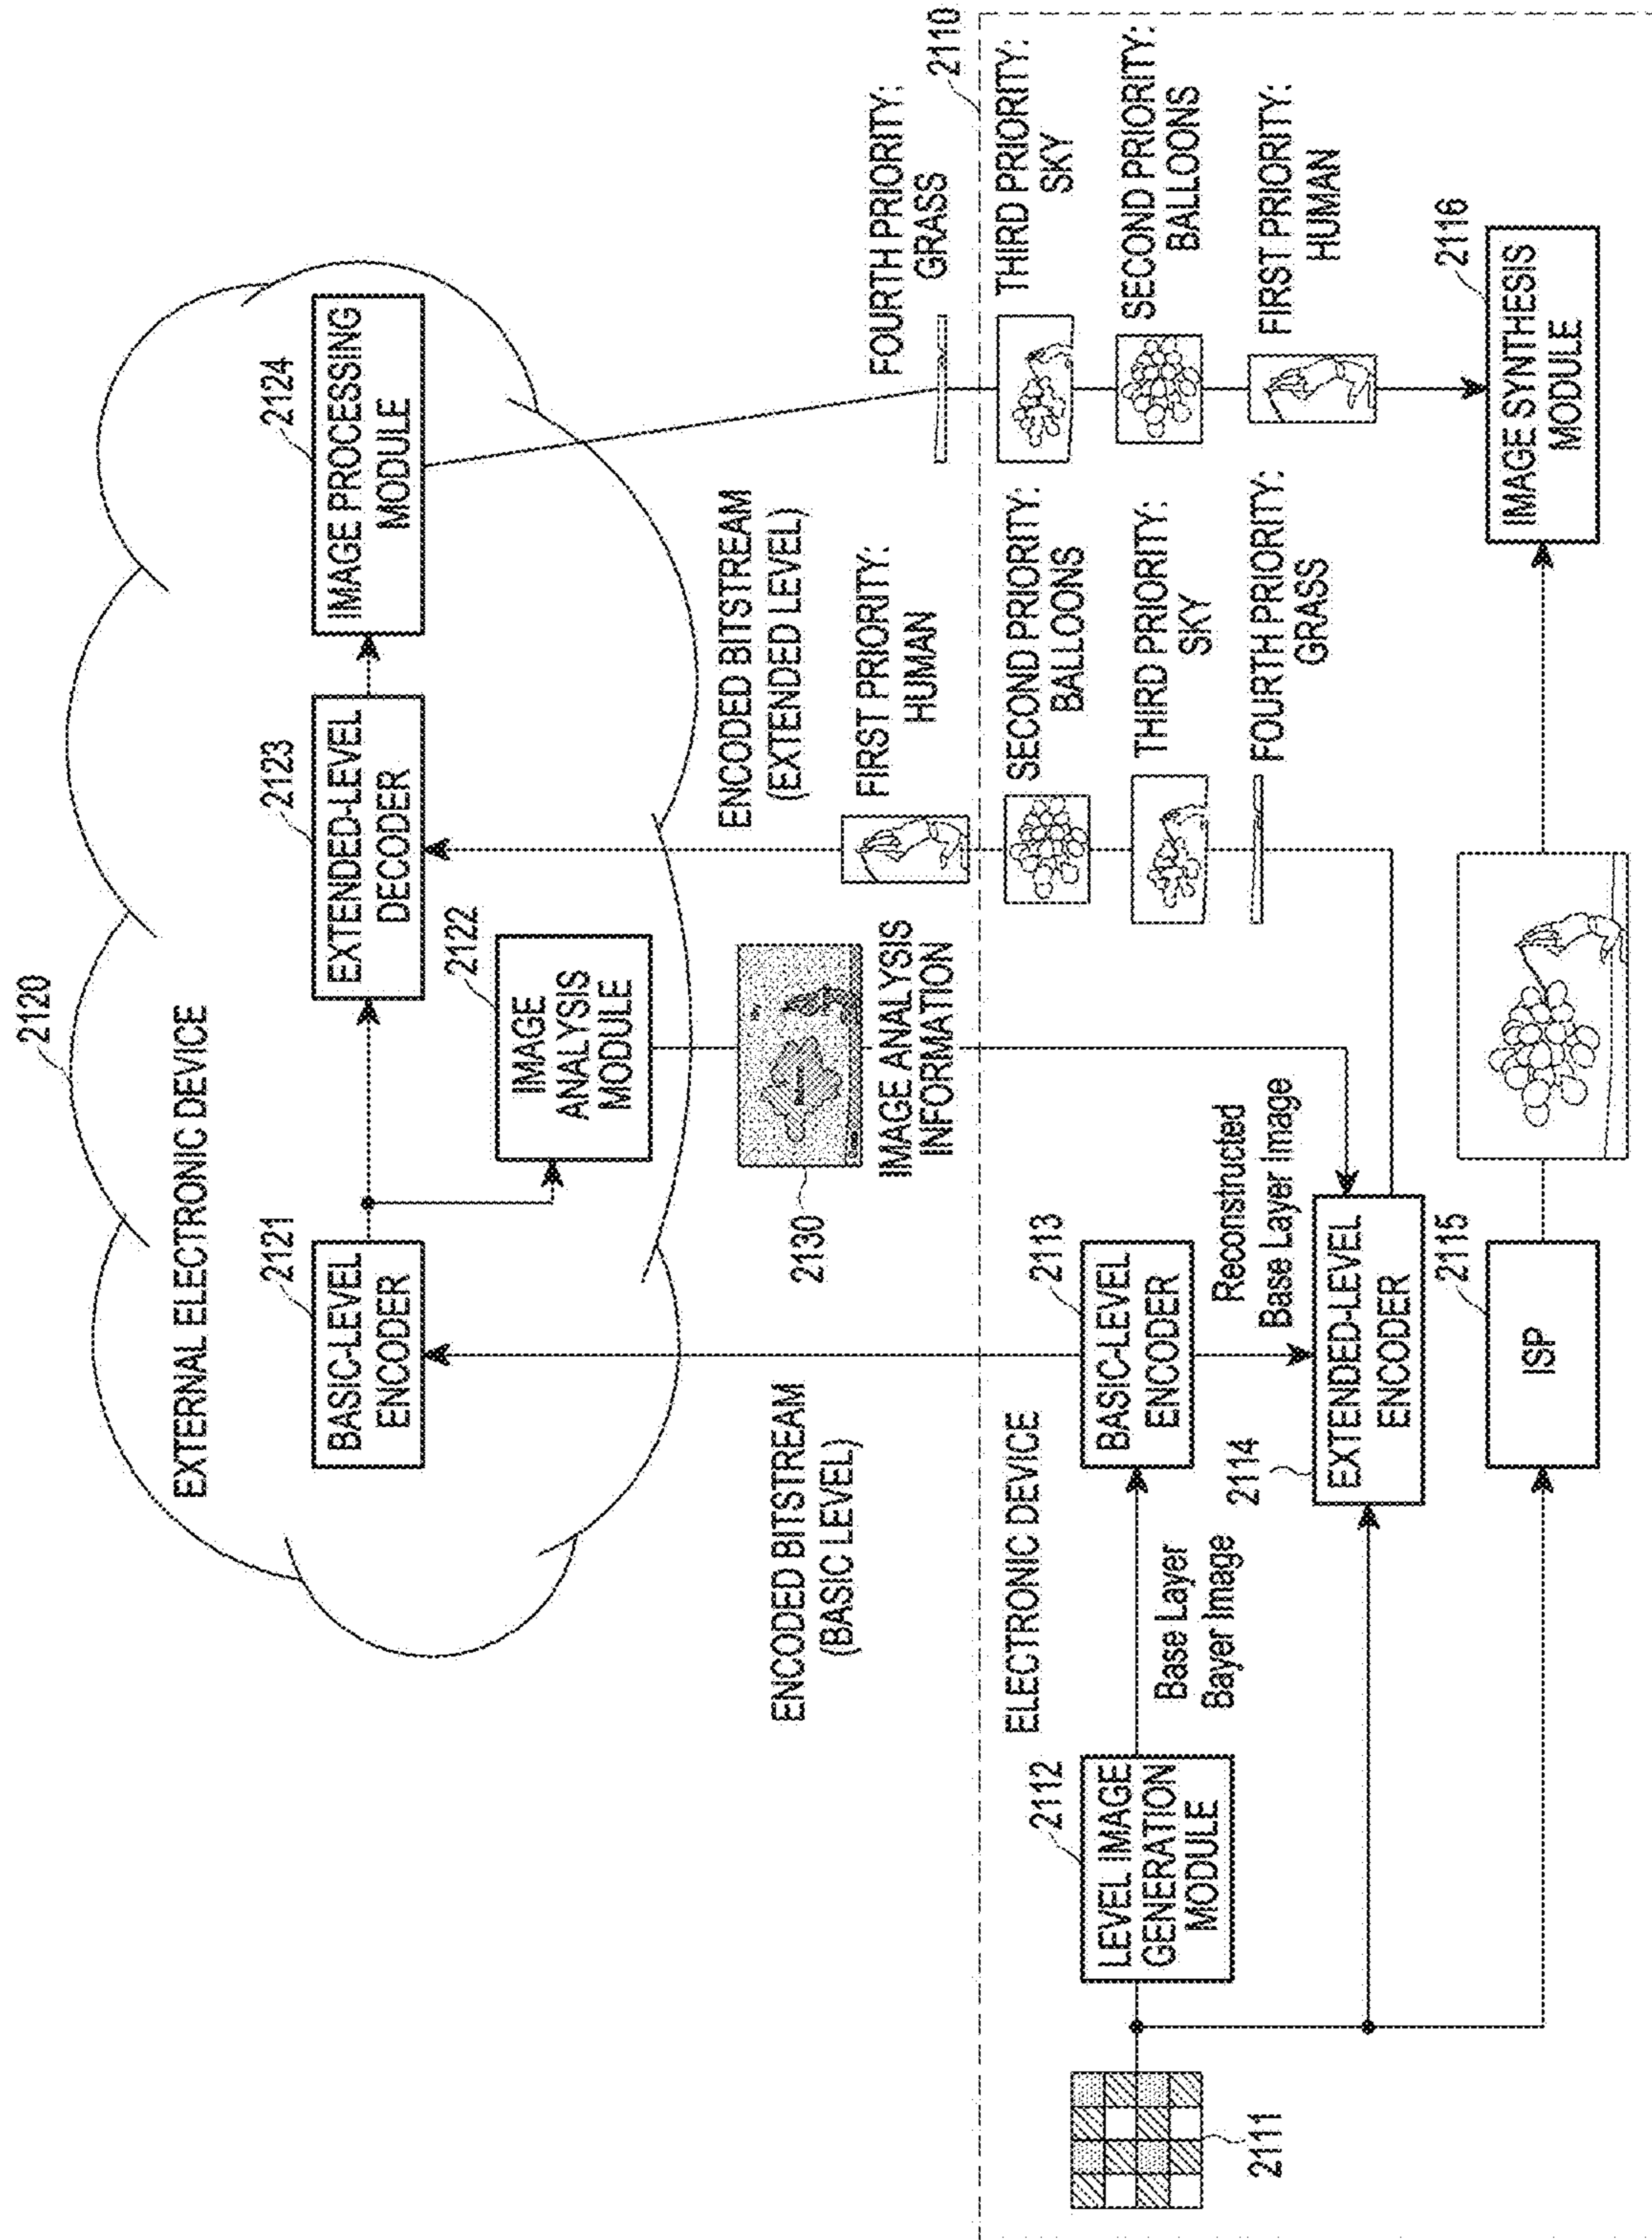 2120
EXTERNAL ELECTRONIC DEVICE
2121
BASIC-LEVEL
ENCODER
2123
EXTENDED-LEVEL
DECODER
2124
IMAGE PROCESSING
MODULE
2122
IMAGE
ANALYSIS
MODULE
ENCODED BITSTREAM
(BASIC LEVEL)
2130
IMAGE ANALYSIS
INFORMATION
ENCODED BITSTREAM
(EXTENDED LEVEL)
FIRST PRIORITY:
HUMAN
FOURTH PRIORITY:
GRASS
2110
ELECTRONIC DEVICE
SECOND PRIORITY:
BALLOONS
THIRD PRIORITY:
SKY
FOURTH PRIORITY:
GRASS
THIRD PRIORITY:
SKY
SECOND PRIORITY:
BALLOONS
FIRST PRIORITY:
HUMAN
2111
2112
LEVEL IMAGE
GENERATION
MODULE
Base Layer
Bayer Image
2113
BASIC-LEVEL
ENCODER
Reconstructed
Base Layer Image
2114
EXTENDED-LEVEL
ENCODER
2115
ISP
2116
IMAGE SYNTHESIS
MODULE